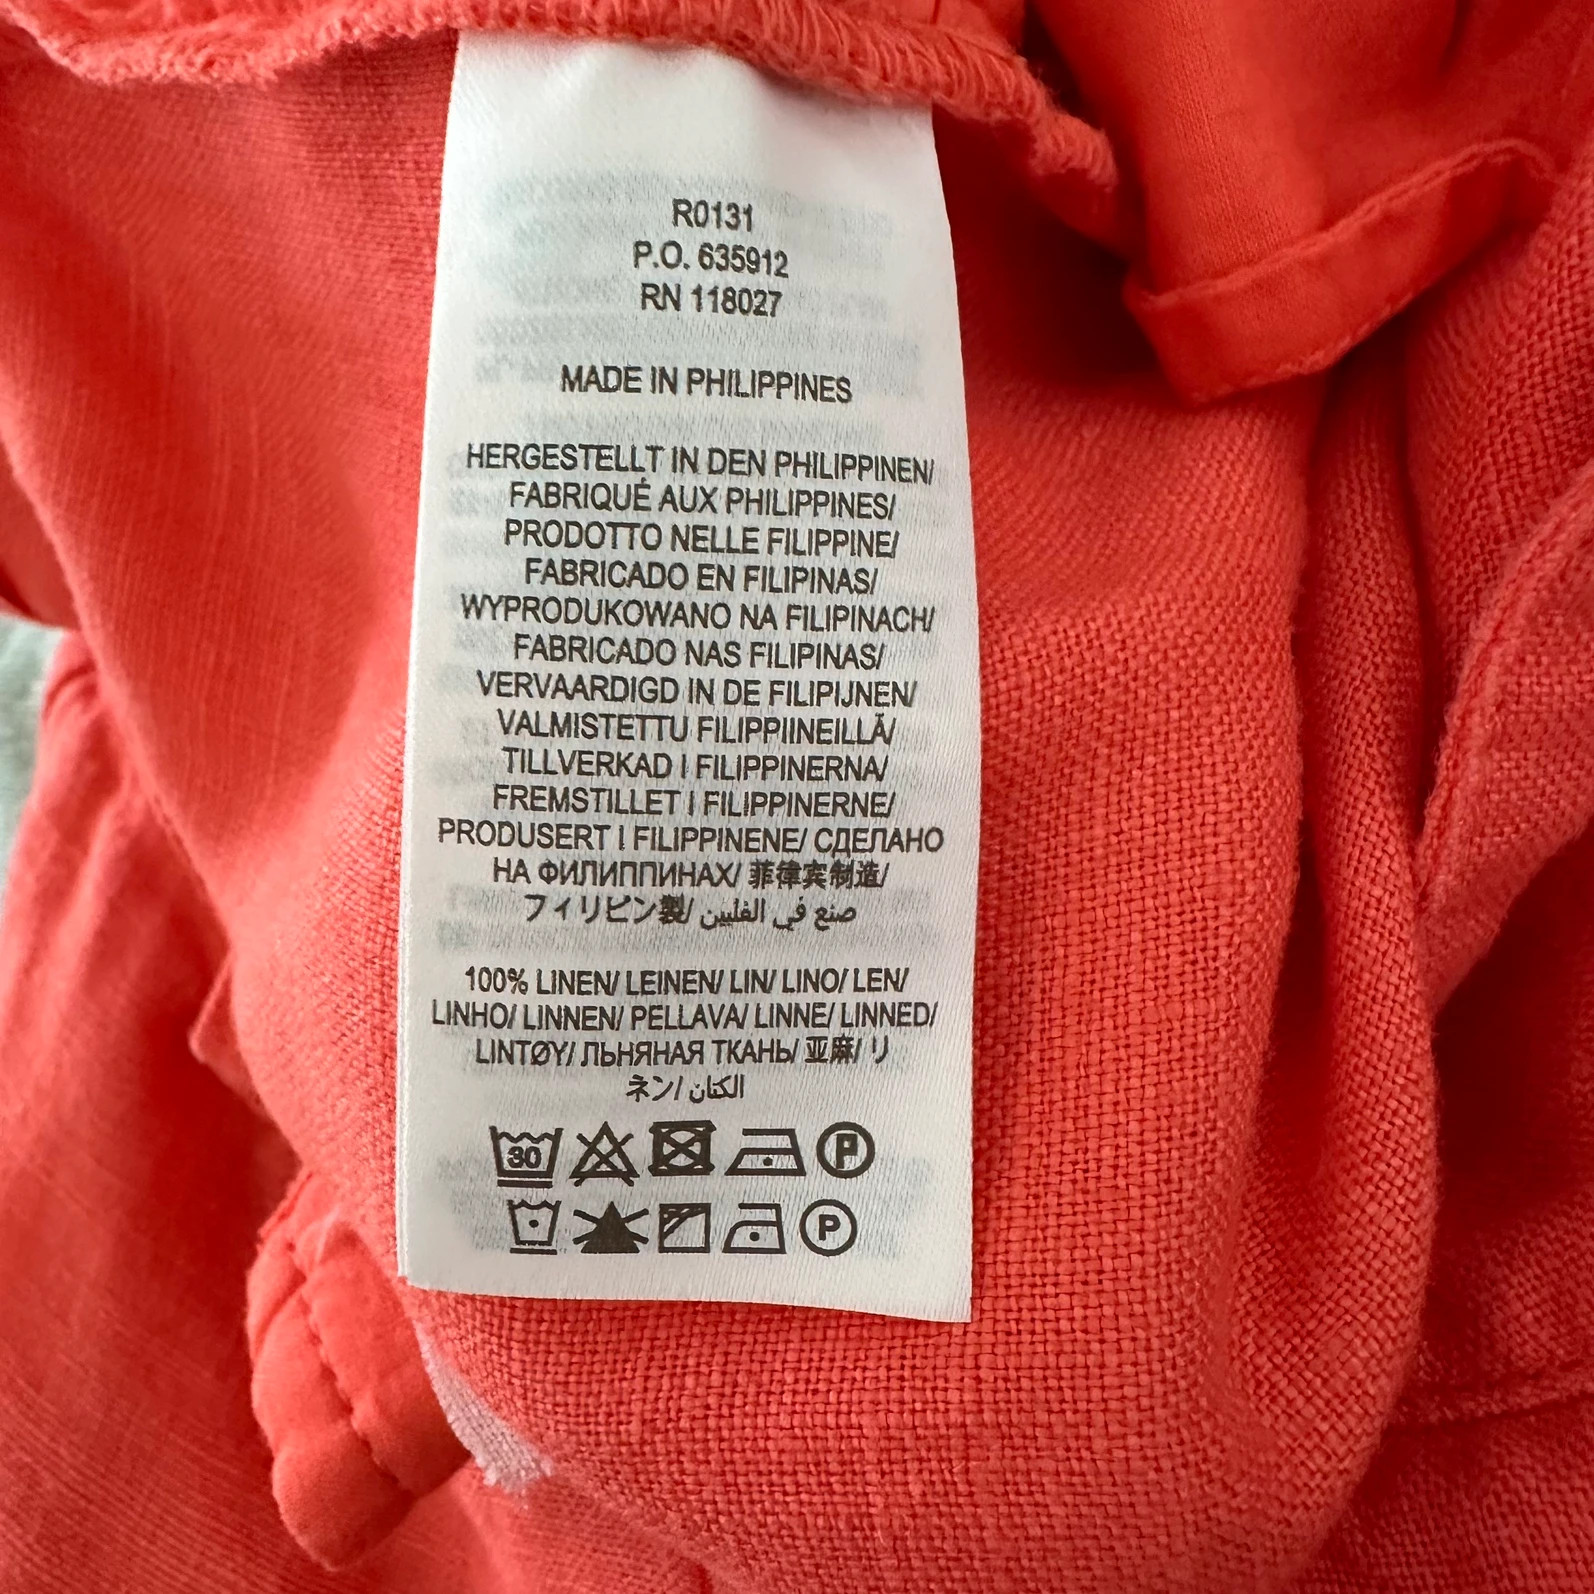 R0131
P.O. 635912
RN 118027
MADE IN PHILIPPINES
HERGESTELLT IN DEN PHILIPPINEN/
FABRIQUÉ AUX PHILIPPINES/
PRODOTTO NELLE FILIPPINE/
FABRICADO EN FILIPINAS/
WYPRODUKOWANO NA FILIPINACH/
FABRICADO NAS FILIPINAS/
VERVAARDIGD IN DE FILIPIJNEN/
VALMISTETTU FILIPPIINEILLÄ/
TILLVERKAD I FILIPPINERNA/
FREMSTILLET I FILIPPINERNE/
PRODUSERT I FILIPPINENE/ СДЕЛАНО
НА ФИЛИППИНАХ/ 菲律宾制造/
フィリピン製/ صنع في الفلبين
100% LINEN/ LEINEN/ LIN/ LINO/ LEN/
LINHO/ LINNEN/ PELLAVA/ LINNE/ LINNED/
LINTØY/ ЛЬНЯНАЯ ТКАНЬ/ 亚麻/ リ
ネン/ الكتان
30 P
P